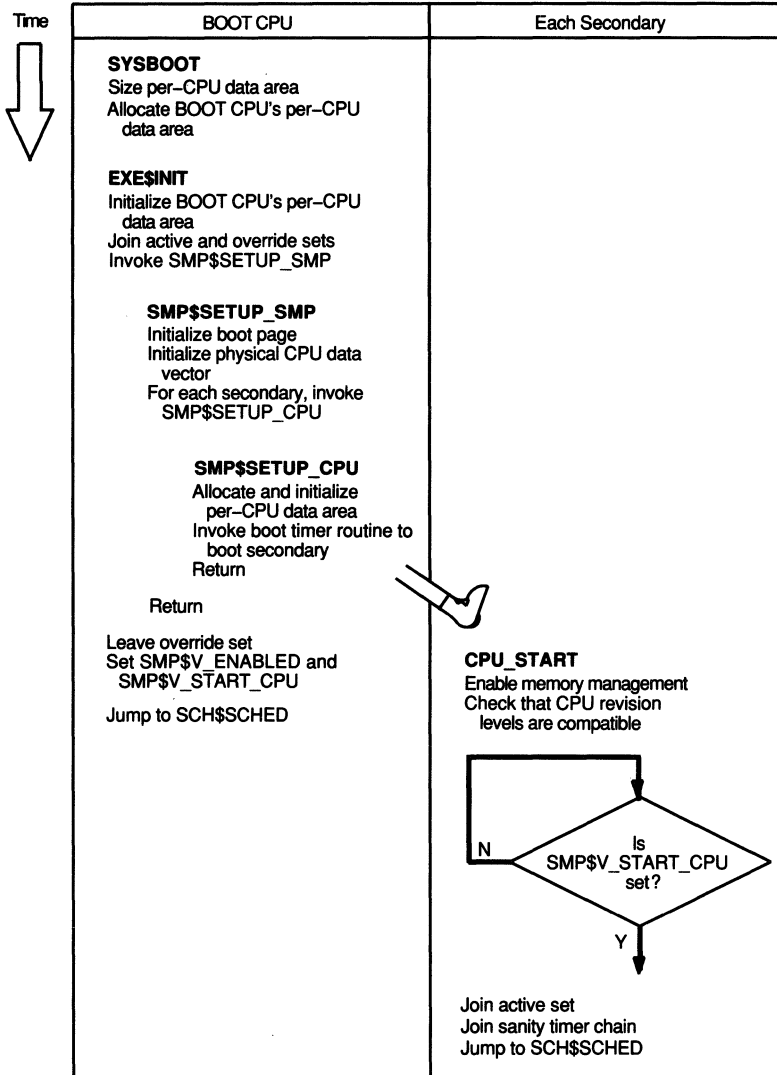 Time
BOOT CPU
Each Secondary
SYSBOOT
Size per–CPU data area
Allocate BOOT CPU's per–CPU
data area
EXE$INIT
Initialize BOOT CPU's per–CPU
data area
Join active and override sets
Invoke SMP$SETUP_SMP
SMP$SETUP_SMP
Initialize boot page
Initialize physical CPU data
vector
For each secondary, invoke
SMP$SETUP_CPU
SMP$SETUP_CPU
Allocate and initialize
per–CPU data area
Invoke boot timer routine to
boot secondary
Return
Return
Leave override set
Set SMP$V_ENABLED and
SMP$V_START_CPU
Jump to SCH$SCHED
CPU_START
Enable memory management
Check that CPU revision
levels are compatible
Is
SMP$V_START_CPU
set?
N
Y
Join active set
Join sanity timer chain
Jump to SCH$SCHED